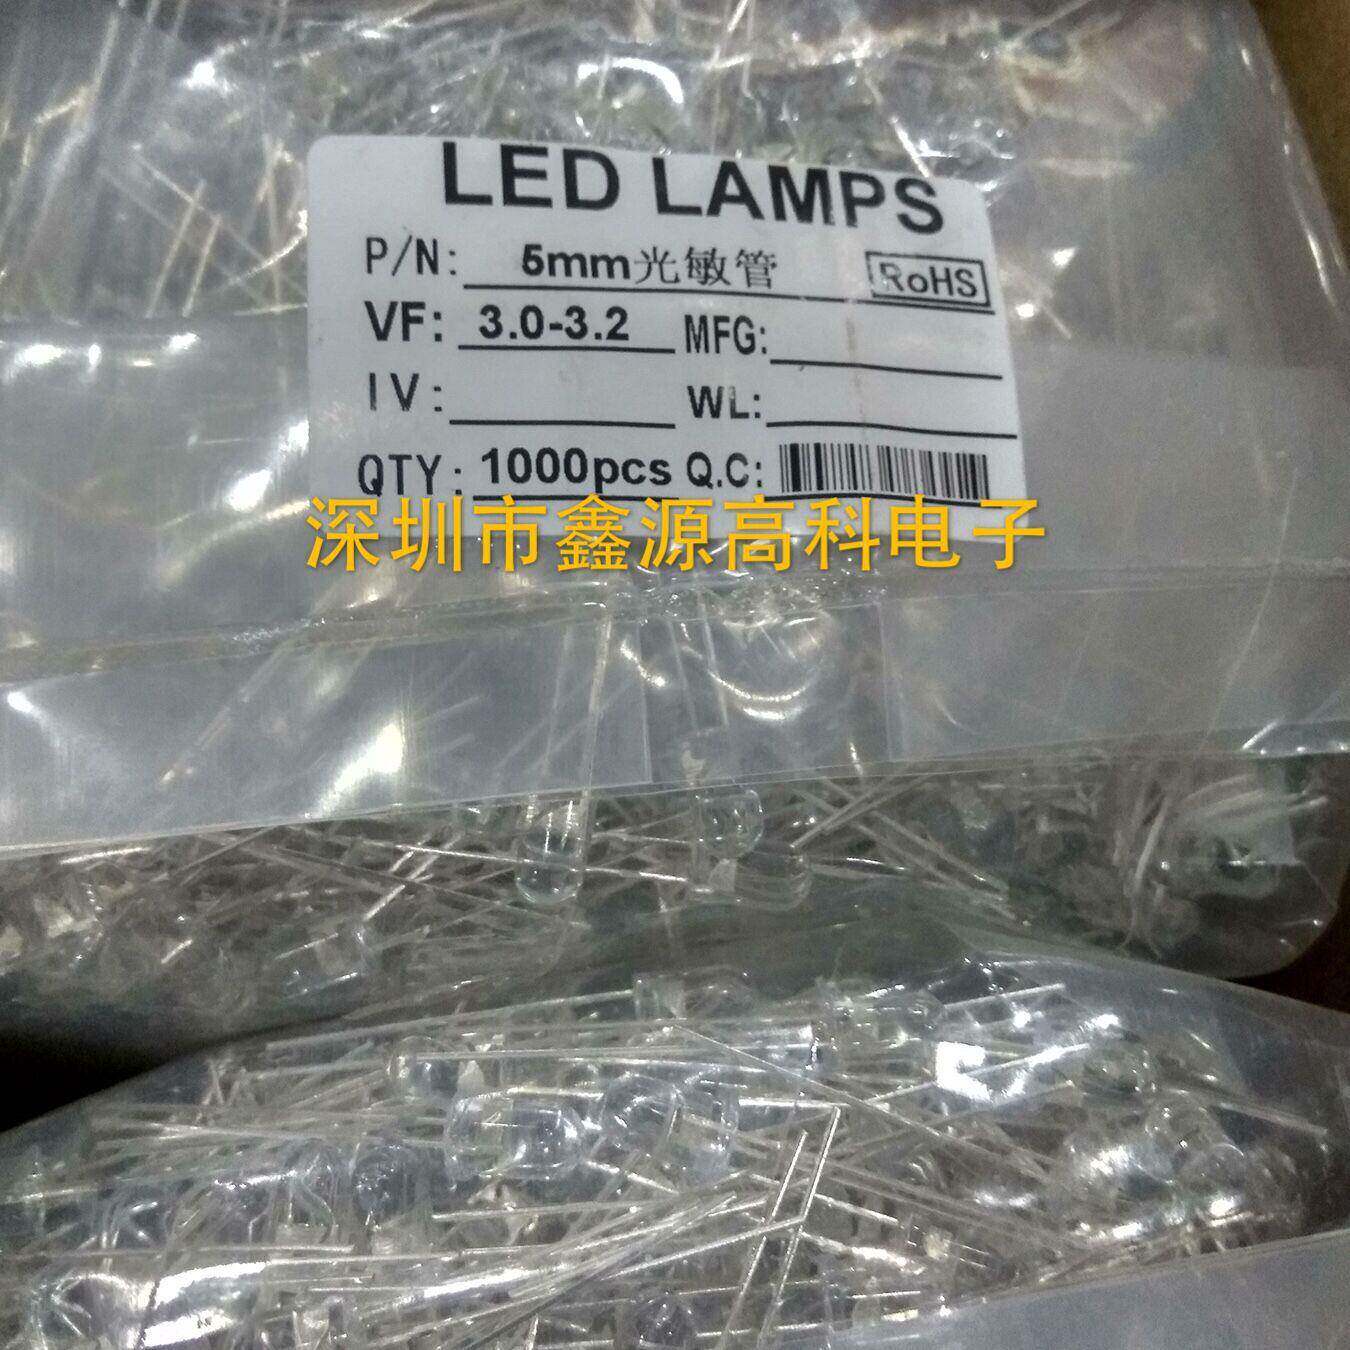 LED LAMPS
P/N: 5mm光敏管 RoHS
VF: 3.0-3.2 MFG:
IV: WL:
QTY: 1000pcs Q.C:
深圳市鑫源高科电子